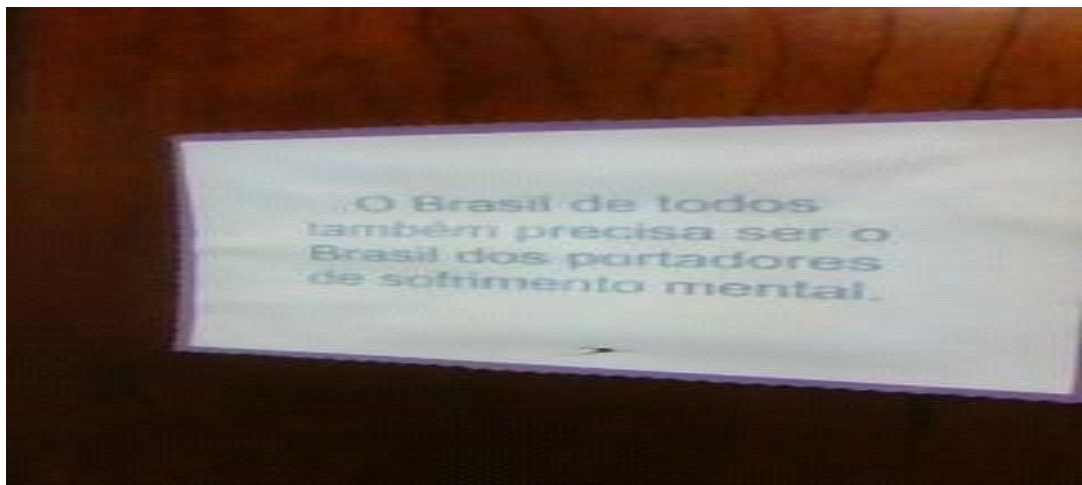 ...O Brasil de todos
também precisa ser o
Brasil dos portadores
de sofrimento mental.